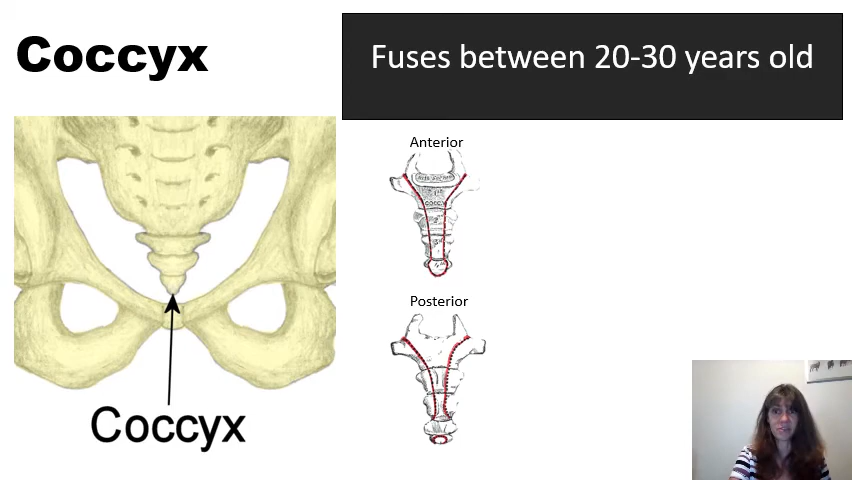 Coccyx
Fuses between 20-30 years old
Anterior
Posterior
Coccyx